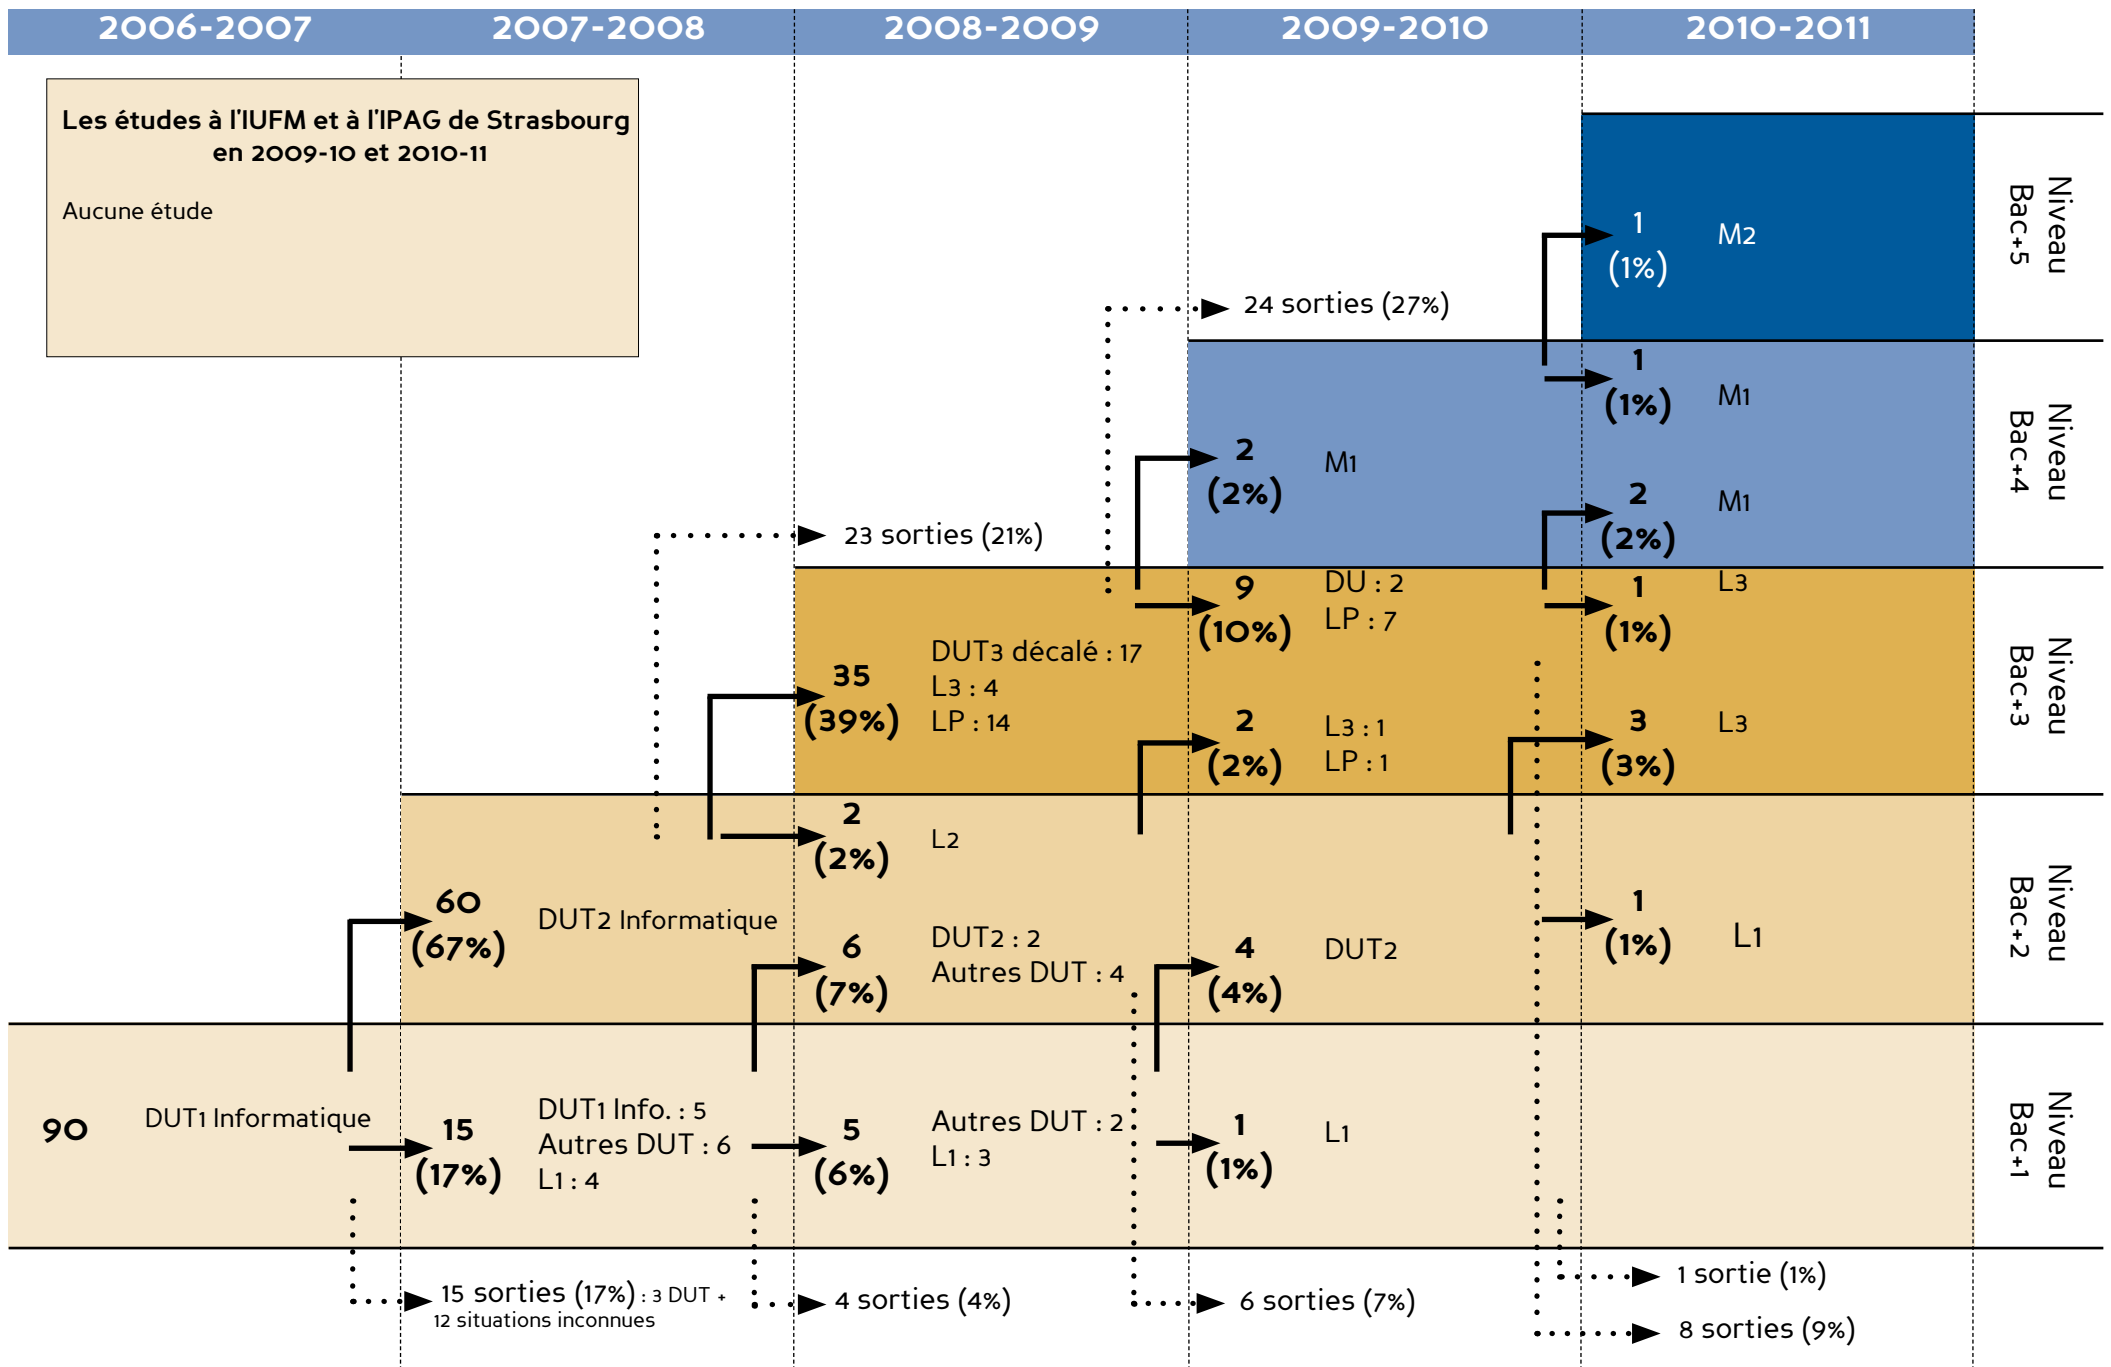 2006-2007
2007-2008
2008-2009
2009-2010
2010-2011
Les études à l'IUFM et à l'IPAG de Strasbourg
en 2009-10 et 2010-11
Aucune étude
Niveau
Bac+5
1
(1%)
M2
24 sorties (27%)
Niveau
Bac+4
1
(1%)
M1
2
(2%)
M1
2
(2%)
M1
23 sorties (21%)
Niveau
Bac+3
35
(39%)
DUT3 décalé : 17
L3 : 4
LP : 14
9
(10%)
DU : 2
LP : 7
1
(1%)
L3
2
(2%)
L3 : 1
LP : 1
3
(3%)
L3
Niveau
Bac+2
60
(67%)
DUT2 Informatique
2
(2%)
L2
6
(7%)
DUT2 : 2
Autres DUT : 4
4
(4%)
DUT2
1
(1%)
L1
Niveau
Bac+1
90
DUT1 Informatique
15
(17%)
DUT1 Info. : 5
Autres DUT : 6
L1 : 4
5
(6%)
Autres DUT : 2
L1 : 3
1
(1%)
L1
15 sorties (17%) : 3 DUT +
12 situations inconnues
4 sorties (4%)
6 sorties (7%)
1 sortie (1%)
8 sorties (9%)